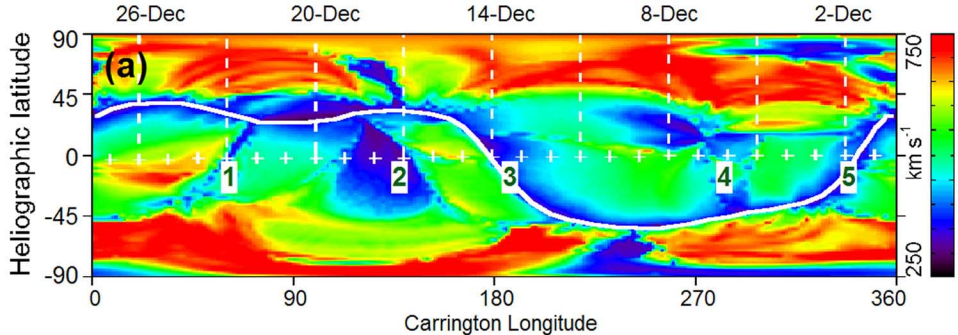 26-Dec 20-Dec 14-Dec 8-Dec 2-Dec
(a)
Heliographic latitude
90
45
0
-45
-90
1 2 3 4 5
750
km s⁻¹
250
0 90 180 270 360
Carrington Longitude